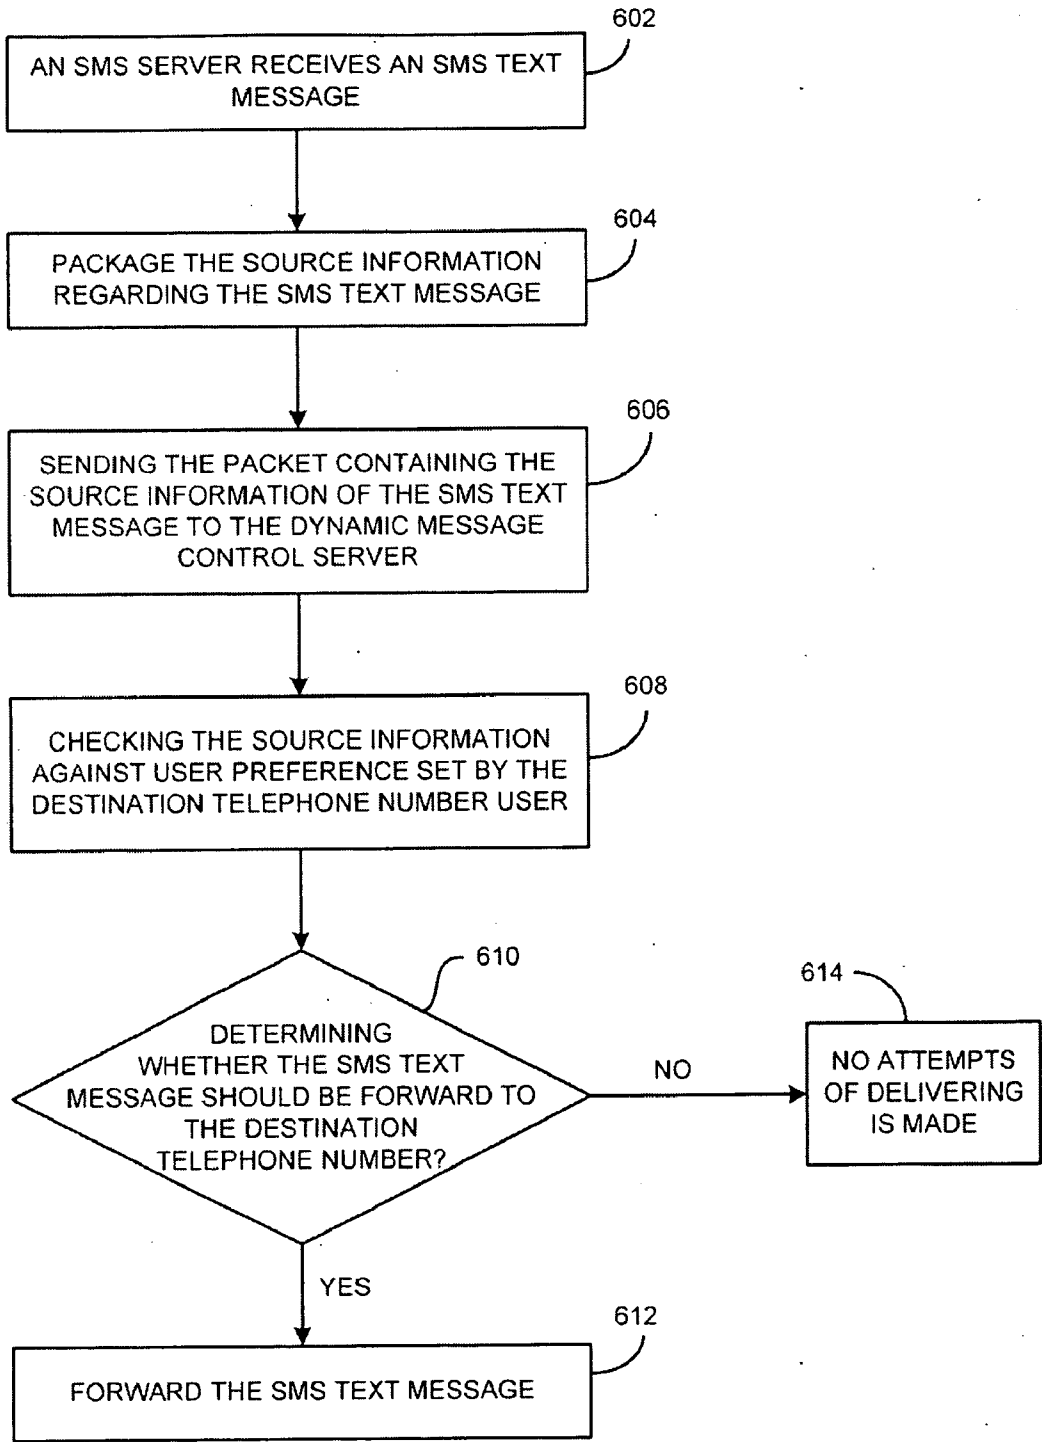 602
AN SMS SERVER RECEIVES AN SMS TEXT
MESSAGE
604
PACKAGE THE SOURCE INFORMATION
REGARDING THE SMS TEXT MESSAGE
606
SENDING THE PACKET CONTAINING THE
SOURCE INFORMATION OF THE SMS TEXT
MESSAGE TO THE DYNAMIC MESSAGE
CONTROL SERVER
608
CHECKING THE SOURCE INFORMATION
AGAINST USER PREFERENCE SET BY THE
DESTINATION TELEPHONE NUMBER USER
610
DETERMINING
WHETHER THE SMS TEXT
MESSAGE SHOULD BE FORWARD TO
THE DESTINATION
TELEPHONE NUMBER?
NO
614
NO ATTEMPTS
OF DELIVERING
IS MADE
YES
612
FORWARD THE SMS TEXT MESSAGE